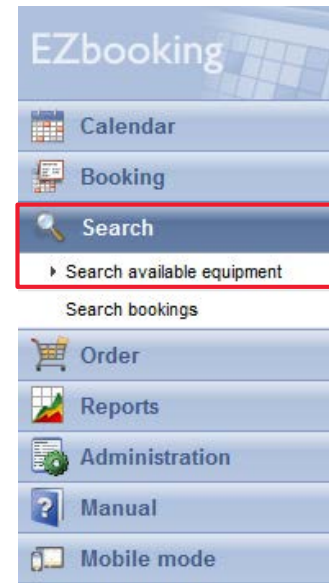 EZbooking
Calendar
Booking
Search
Search available equipment
Search bookings
Order
Reports
Administration
Manual
Mobile mode